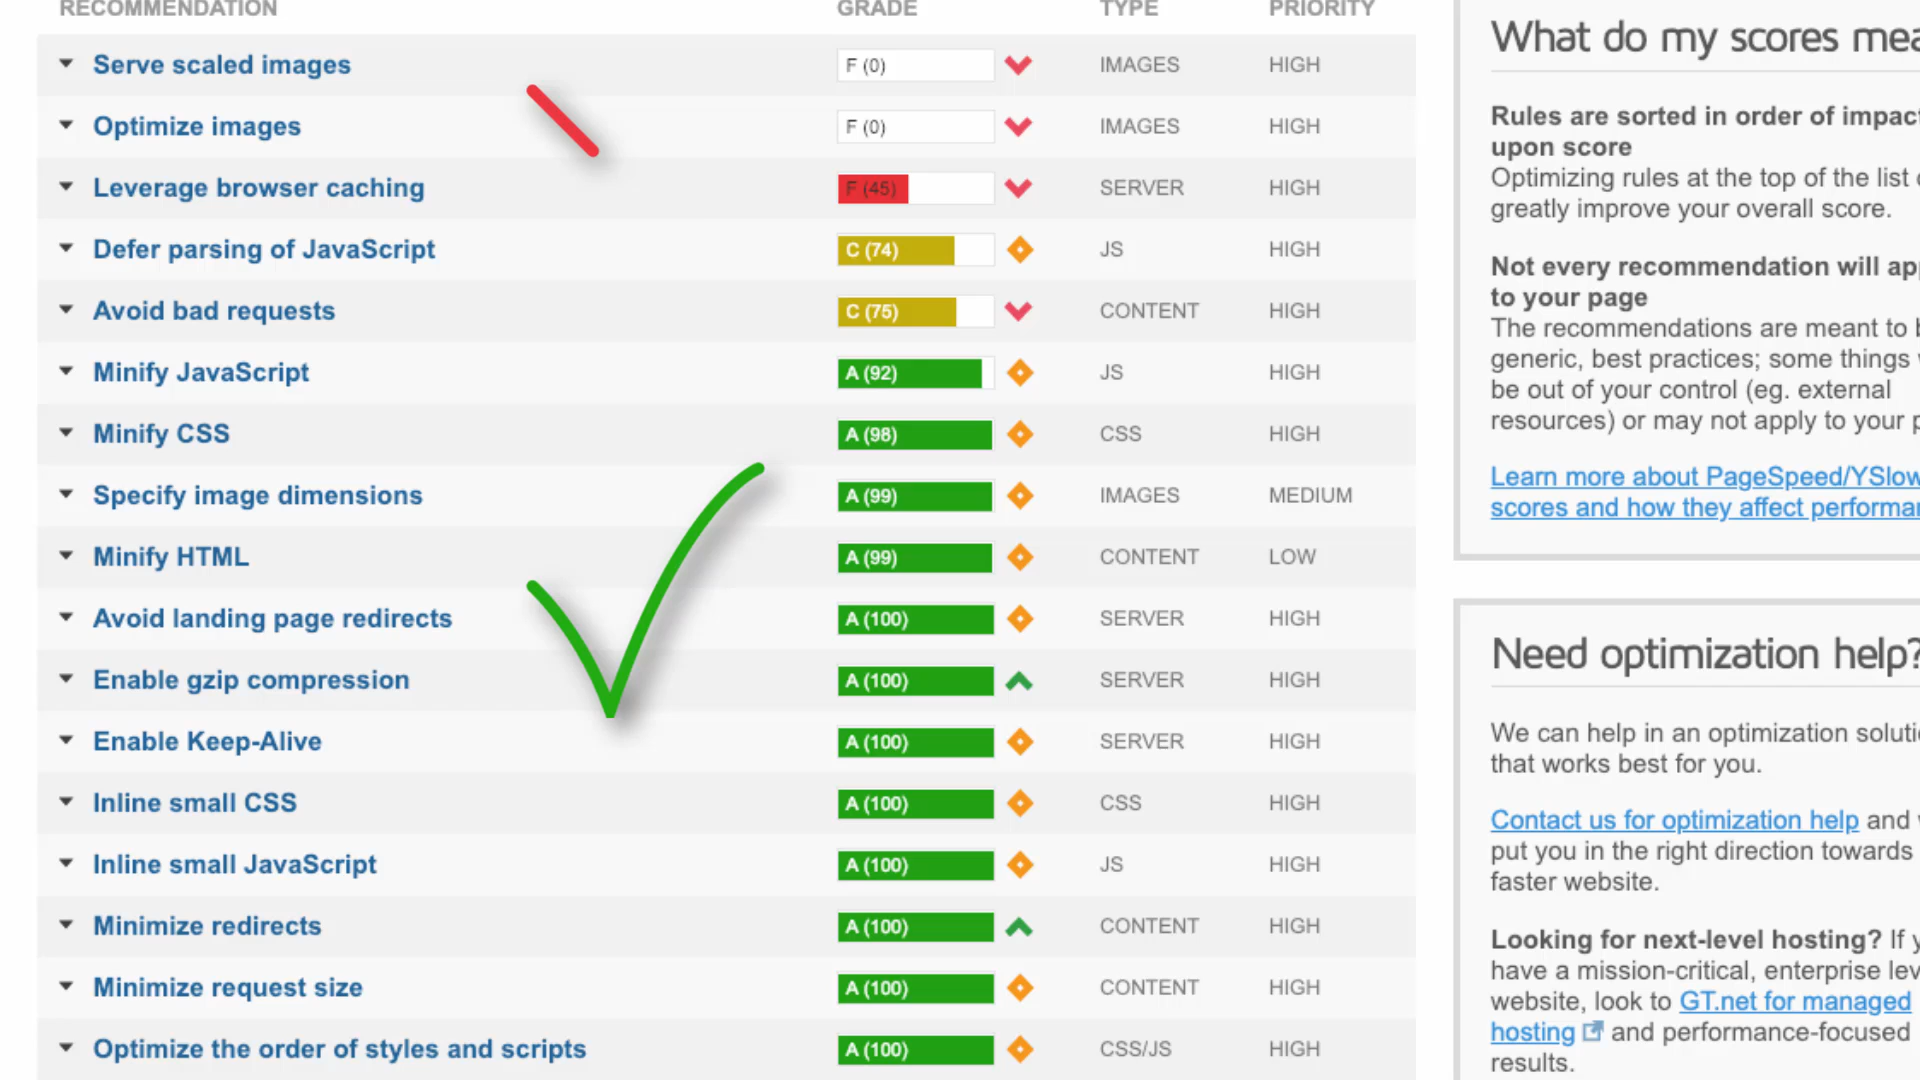 RECOMMENDATION GRADE TYPE PRIORITY
Serve scaled images F (0) IMAGES HIGH
Optimize images F (0) IMAGES HIGH
Leverage browser caching F (45) SERVER HIGH
Defer parsing of JavaScript C (74) JS HIGH
Avoid bad requests C (75) CONTENT HIGH
Minify JavaScript A (92) JS HIGH
Minify CSS A (98) CSS HIGH
Specify image dimensions A (99) IMAGES MEDIUM
Minify HTML A (99) CONTENT LOW
Avoid landing page redirects A (100) SERVER HIGH
Enable gzip compression A (100) SERVER HIGH
Enable Keep-Alive A (100) SERVER HIGH
Inline small CSS A (100) CSS HIGH
Inline small JavaScript A (100) JS HIGH
Minimize redirects A (100) CONTENT HIGH
Minimize request size A (100) CONTENT HIGH
Optimize the order of styles and scripts A (100) CSS/JS HIGH
What do my scores
Rules are sorted in order of impact
upon score
Optimizing rules at the top of the list
greatly improve your overall score.
Not every recommendation will
to your page
The recommendations are meant to
generic, best practices; some things
be out of your control (eg. external
resources) or may not apply to your
Learn more about PageSpeed/YSlow
scores and how they affect
Need optimization help?
We can help in an optimization
that works best for you.
Contact us for optimization help and
put you in the right direction towards
faster website.
Looking for next-level hosting? If
have a mission-critical, enterprise
website, look to GT.net for managed
hosting and performance-focused
results.